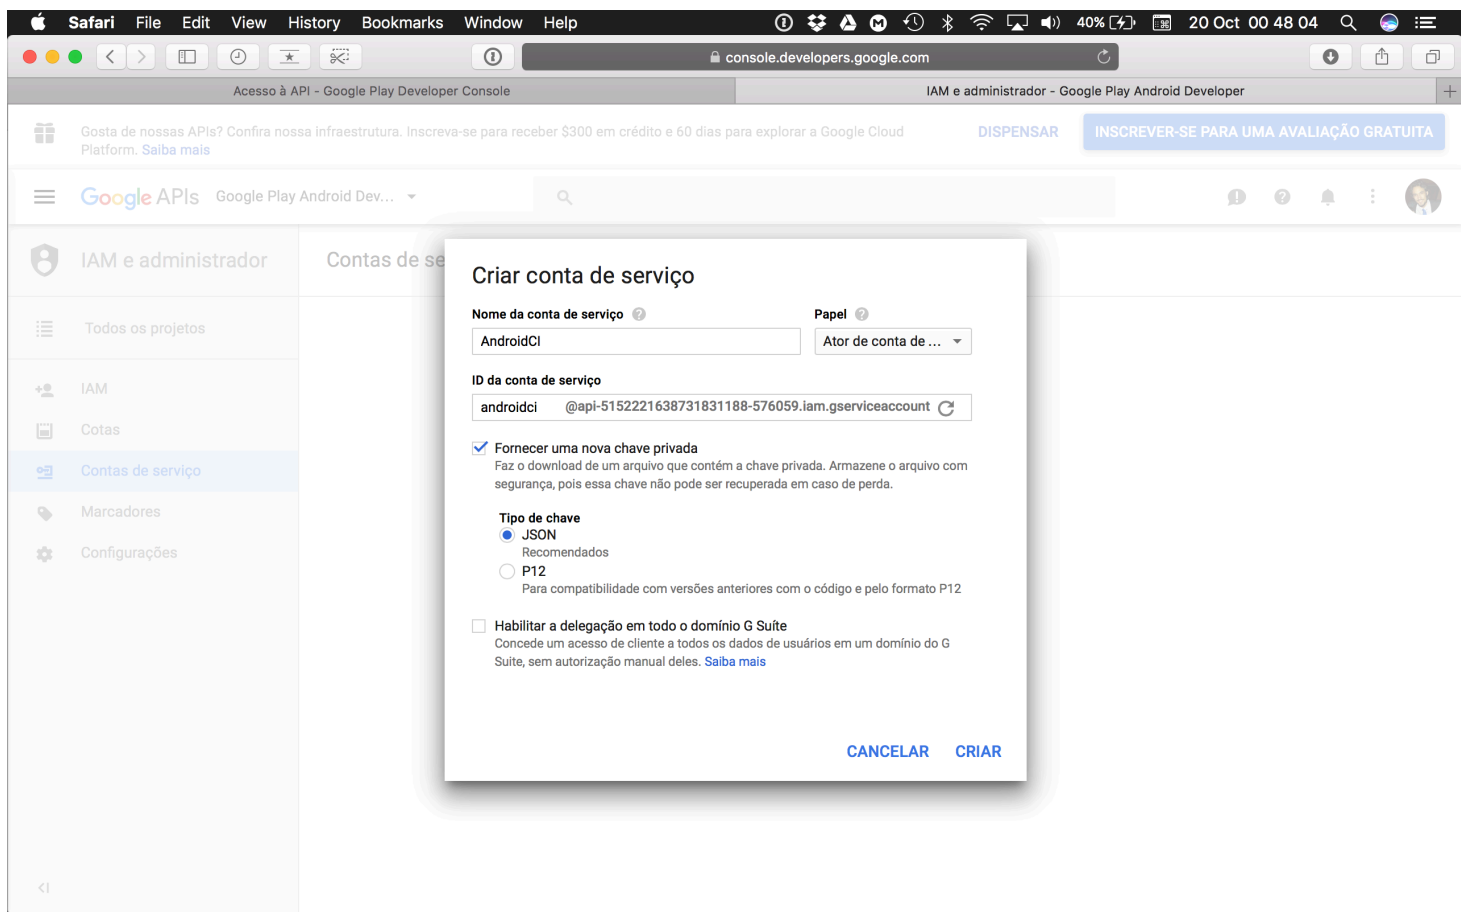 Safari File Edit View History Bookmarks Window Help 40% 20 Oct 00 48 04
console.developers.google.com
Acesso à API - Google Play Developer Console IAM e administrador - Google Play Android Developer
Gosta de nossas APIs? Confira nossa infraestrutura. Inscreva-se para receber $300 em crédito e 60 dias para explorar a Google Cloud
Platform. Saiba mais
DISPENSAR INSCREVER-SE PARA UMA AVALIAÇÃO GRATUITA
Google APIs Google Play Android Dev...
IAM e administrador
Contas de se
Todos os projetos
IAM
Cotas
Contas de serviço
Marcadores
Configurações
Criar conta de serviço
Nome da conta de serviço Papel
AndroidCI Ator de conta de ...
ID da conta de serviço
androidci @api-5152221638731831188-576059.iam.gserviceaccount
Fornecer uma nova chave privada
Faz o download de um arquivo que contém a chave privada. Armazene o arquivo com
segurança, pois essa chave não pode ser recuperada em caso de perda.
Tipo de chave
JSON
Recomendados
P12
Para compatibilidade com versões anteriores com o código e pelo formato P12
Habilitar a delegação em todo o domínio G Suíte
Concede um acesso de cliente a todos os dados de usuários em um domínio do G
Suite, sem autorização manual deles. Saiba mais
CANCELAR CRIAR